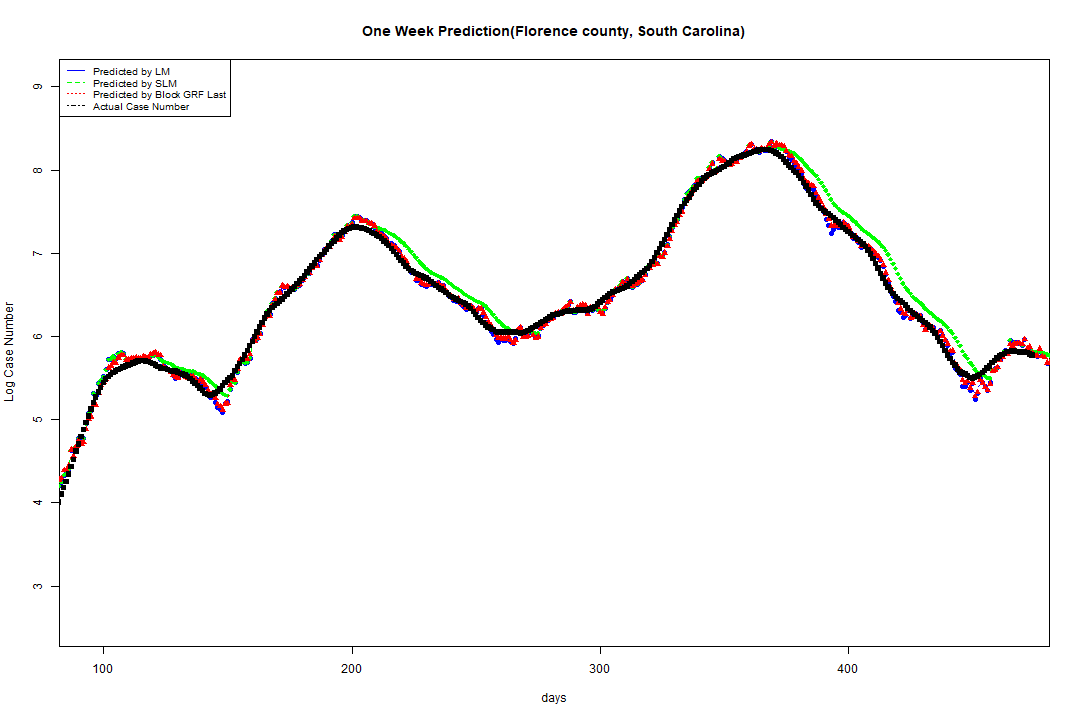 One Week Prediction(Florence county, South Carolina)
Predicted by LM
Predicted by SLM
Predicted by Block GRF Last
Actual Case Number
Log Case Number
9
8
7
6
5
4
3
100 200 300 400
days